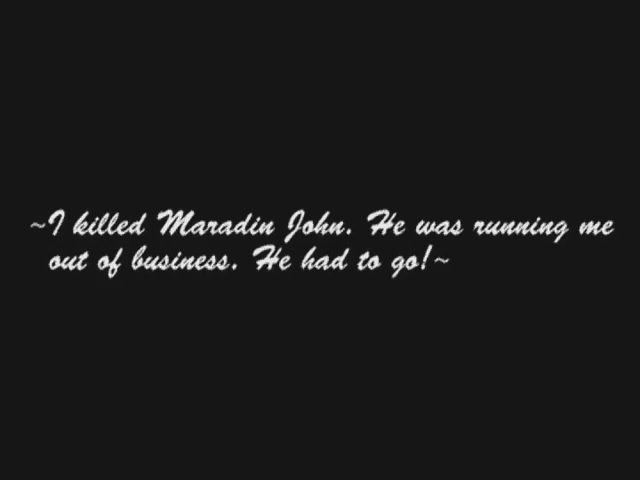 ~I killed Maradin John. He was running me
out of business. He had to go!~